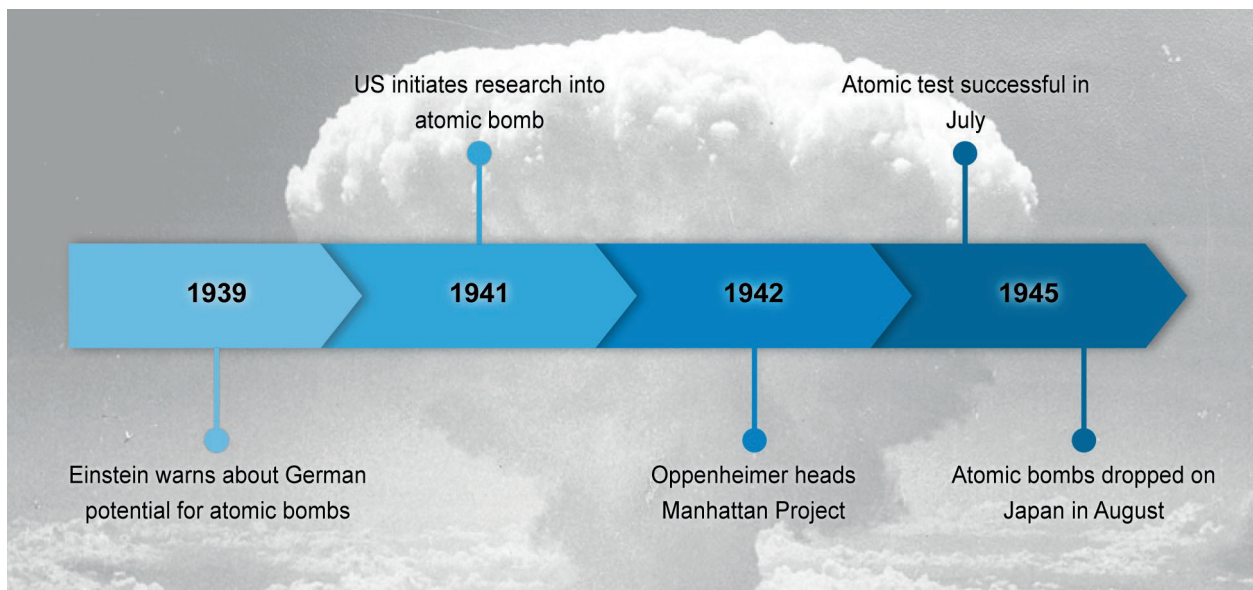 US initiates research into
atomic bomb
Atomic test successful in
July
1939
1941
1942
1945
Einstein warns about German
potential for atomic bombs
Oppenheimer heads
Manhattan Project
Atomic bombs dropped on
Japan in August